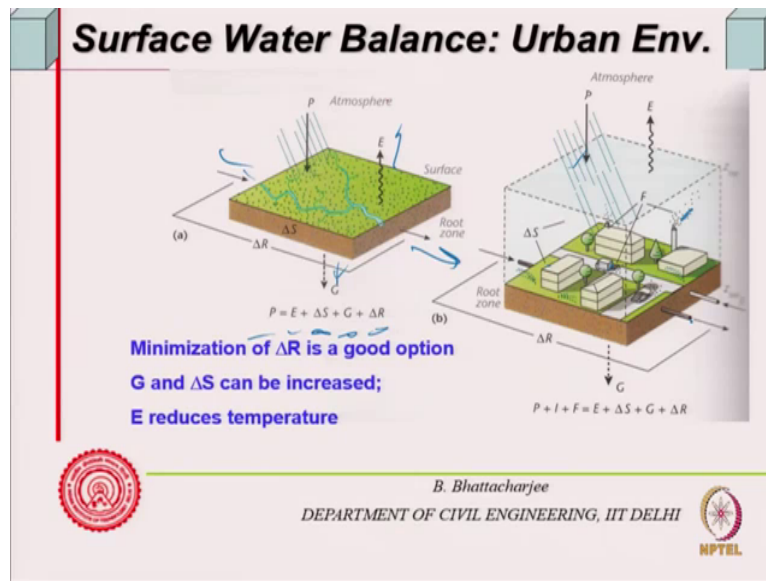 Surface Water Balance: Urban Env.
Atmosphere
P
E
Surface
Root
zone
ΔS
ΔR
G
(a)
P = E + ΔS + G + ΔR
Atmosphere
P
E
F
ΔS
Root
zone
ΔR
G
(b)
P + I + F = E + ΔS + G + ΔR
Minimization of ΔR is a good option
G and ΔS can be increased;
E reduces temperature
B. Bhattacharjee
DEPARTMENT OF CIVIL ENGINEERING, IIT DELHI
NPTEL